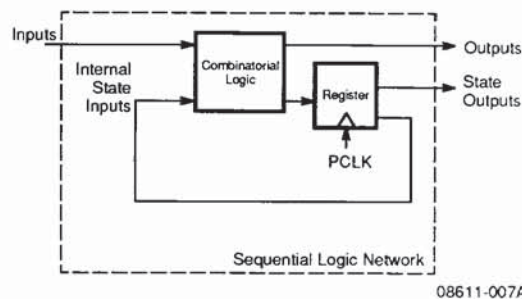 Inputs
Internal
State
Inputs
Combinatorial
Logic
Register
PCLK
Outputs
State
Outputs
Sequential Logic Network
08611-007A